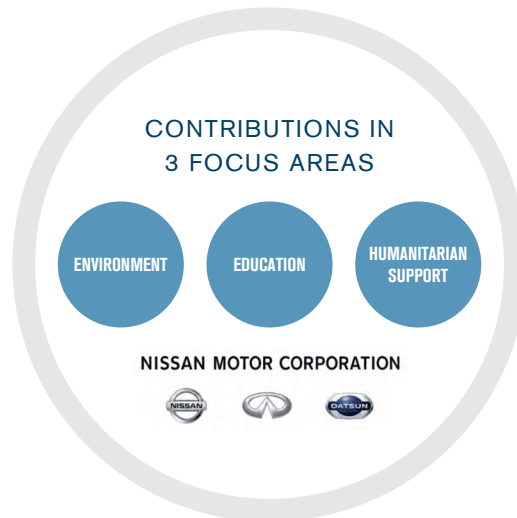 CONTRIBUTIONS IN
3 FOCUS AREAS
ENVIRONMENT
EDUCATION
HUMANITARIAN
SUPPORT
NISSAN MOTOR CORPORATION
NISSAN
DATSUN